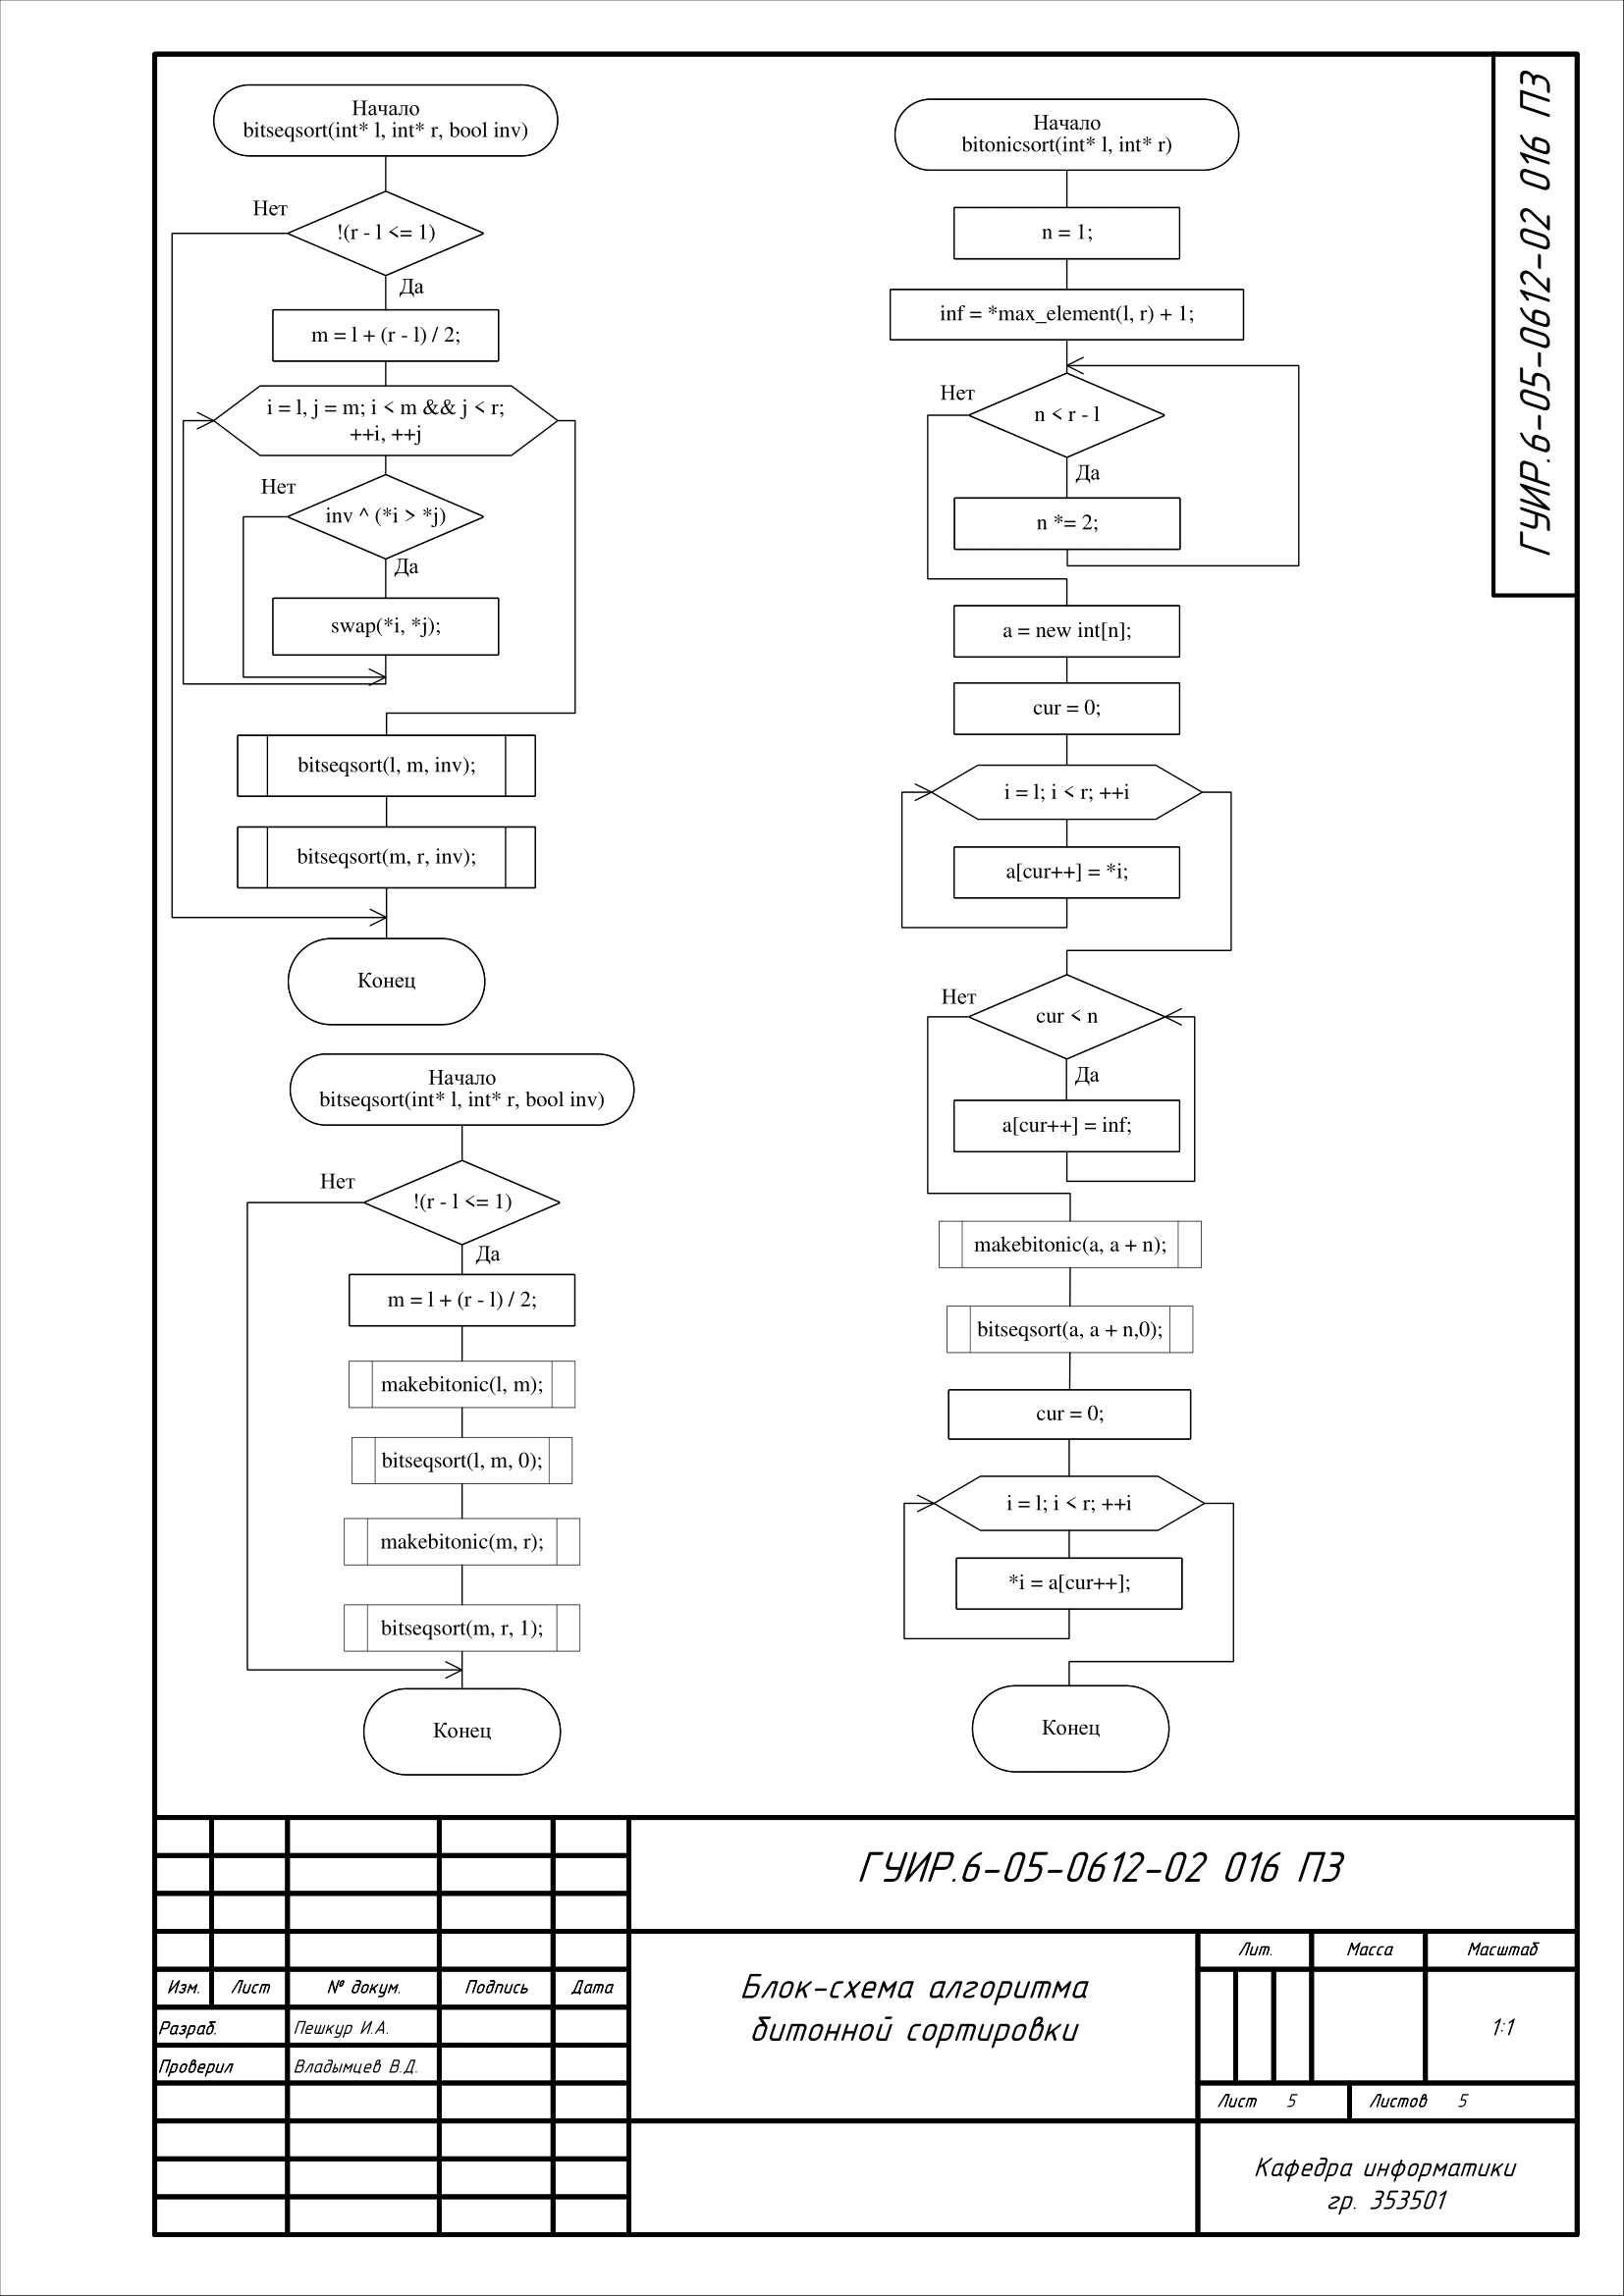 Начало
bitseqsort(int* l, int* r, bool inv)
Нет
!(r - l <= 1)
Да
m = l + (r - l) / 2;
i = l, j = m; i < m && j < r;
++i, ++j
Нет
inv ^ (*i > *j)
Да
swap(*i, *j);
bitseqsort(l, m, inv);
bitseqsort(m, r, inv);
Конец
Начало
bitseqsort(int* l, int* r, bool inv)
Нет
!(r - l <= 1)
Да
m = l + (r - l) / 2;
makebitonic(l, m);
bitseqsort(l, m, 0);
makebitonic(m, r);
bitseqsort(m, r, 1);
Конец
Начало
bitonicsort(int* l, int* r)
n = 1;
inf = *max_element(l, r) + 1;
Нет
n < r - l
Да
n *= 2;
a = new int[n];
cur = 0;
i = l; i < r; ++i
a[cur++] = *i;
Нет
cur < n
Да
a[cur++] = inf;
makebitonic(a, a + n);
bitseqsort(a, a + n,0);
cur = 0;
i = l; i < r; ++i
*i = a[cur++];
Конец
ГУИР.6-05-0612-02 016 ПЗ
ГУИР.6-05-0612-02 016 ПЗ
Изм. Лист № докум. Подпись Дата
Разраб. Пешкур И.А.
Проверил Владымцев В.Д.
Блок-схема алгоритма
битонной сортировки
Лит. Масса Масштаб
1:1
Лист 5 Листов 5
Кафедра информатики
гр. 353501